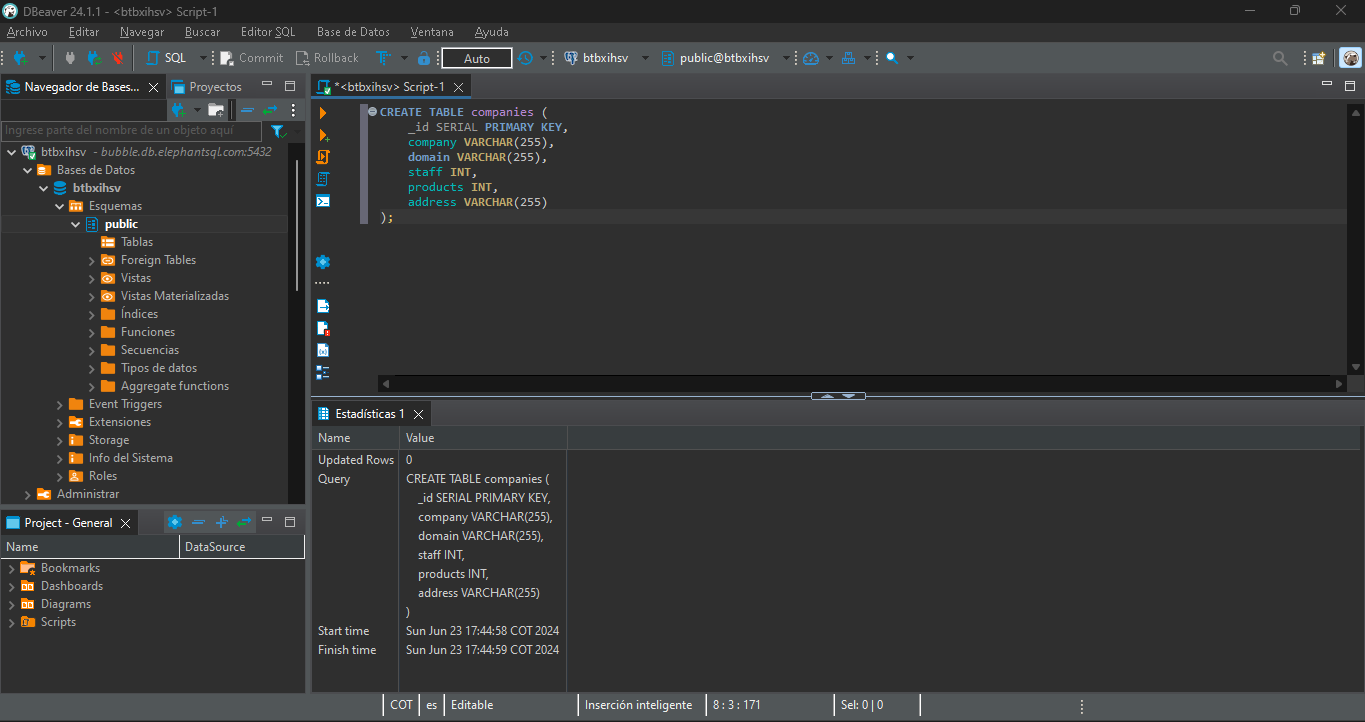 DBeaver 24.1.1 - <btbxihsv> Script-1
Archivo Editar Navegar Buscar Editor SQL Base de Datos Ventana Ayuda
SQL Commit Rollback Auto btbxihsv public@btbxihsv
Navegador de Bases... Proyectos
Ingrese parte del nombre de un objeto aquí
btbxihsv - bubble.db.elephantsql.com:5432
Bases de Datos
btbxihsv
Esquemas
public
Tablas
Foreign Tables
Vistas
Vistas Materializadas
Índices
Funciones
Secuencias
Tipos de datos
Aggregate functions
Event Triggers
Extensiones
Storage
Info del Sistema
Roles
Administrar
Project - General
Name DataSource
Bookmarks
Dashboards
Diagrams
Scripts
*<btbxihsv> Script-1
CREATE TABLE companies (
_id SERIAL PRIMARY KEY,
company VARCHAR(255),
domain VARCHAR(255),
staff INT,
products INT,
address VARCHAR(255)
);
Estadísticas 1
Name Value
Updated Rows 0
Query CREATE TABLE companies (
_id SERIAL PRIMARY KEY,
company VARCHAR(255),
domain VARCHAR(255),
staff INT,
products INT,
address VARCHAR(255)
)
Start time Sun Jun 23 17:44:58 COT 2024
Finish time Sun Jun 23 17:44:59 COT 2024
COT es Editable Inserción inteligente 8 : 3 : 171 Sel: 0 | 0